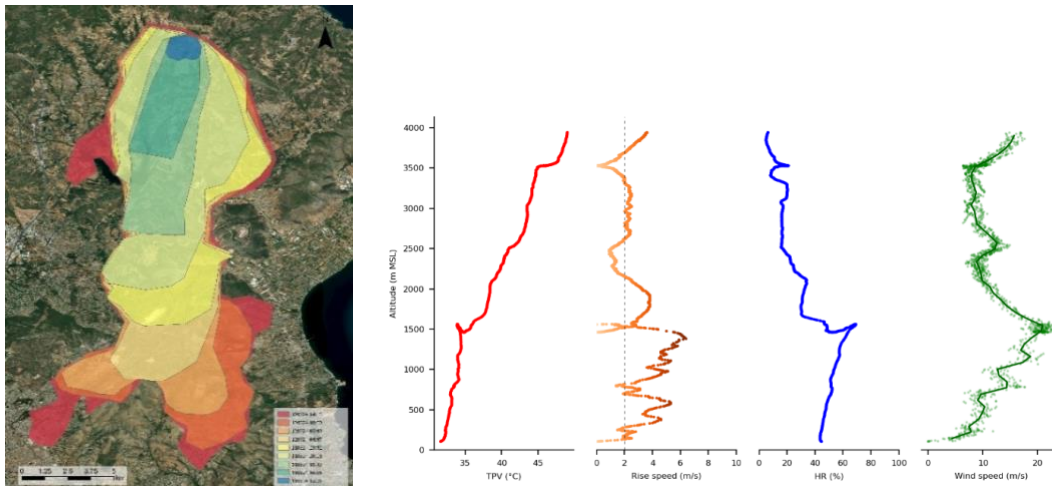 N
0 1.25 2.5 3.75 5
4000
3500
3000
2500
2000
1500
1000
500
0
Altitude (m MSL)
35 40 45
TPV (°C)
0 2 4 6 8 10
Rise speed (m/s)
0 20 40 60 80 100
HR (%)
0 10 20
Wind speed (m/s)